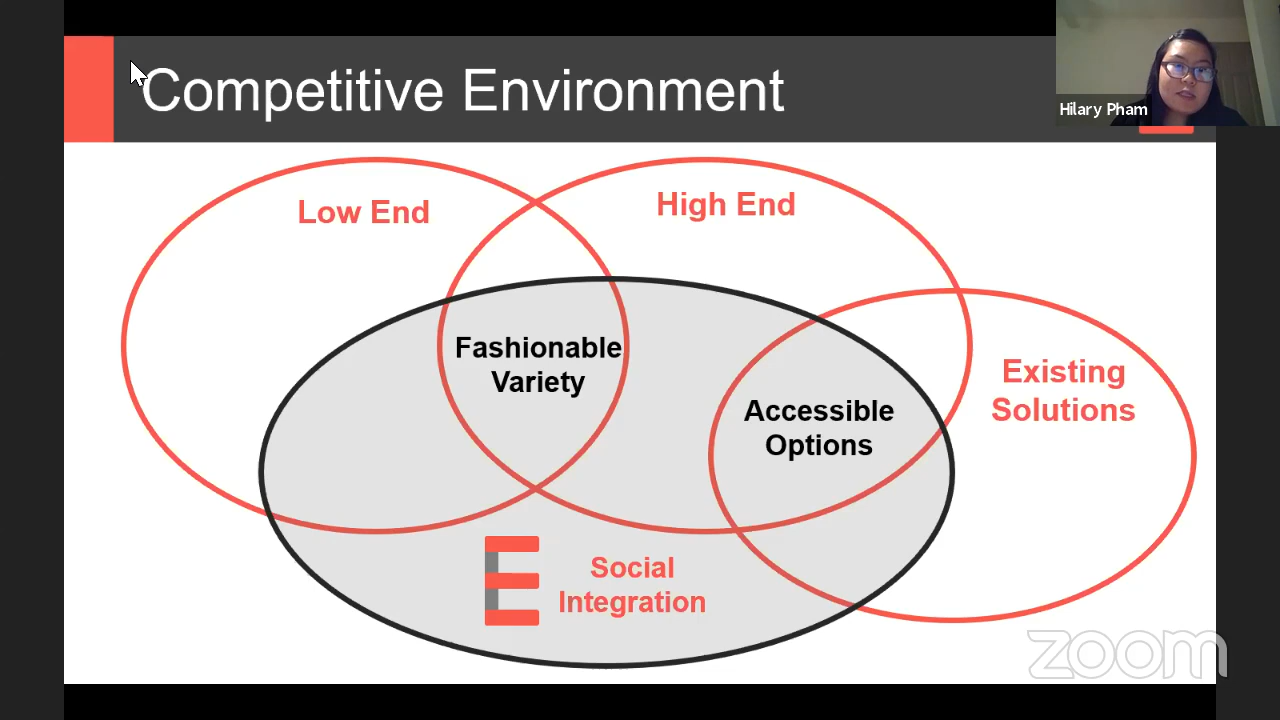 Competitive Environment
Hilary Pham
Low End
High End
Fashionable
Variety
Accessible
Options
Existing
Solutions
E
Social
Integration
zoom